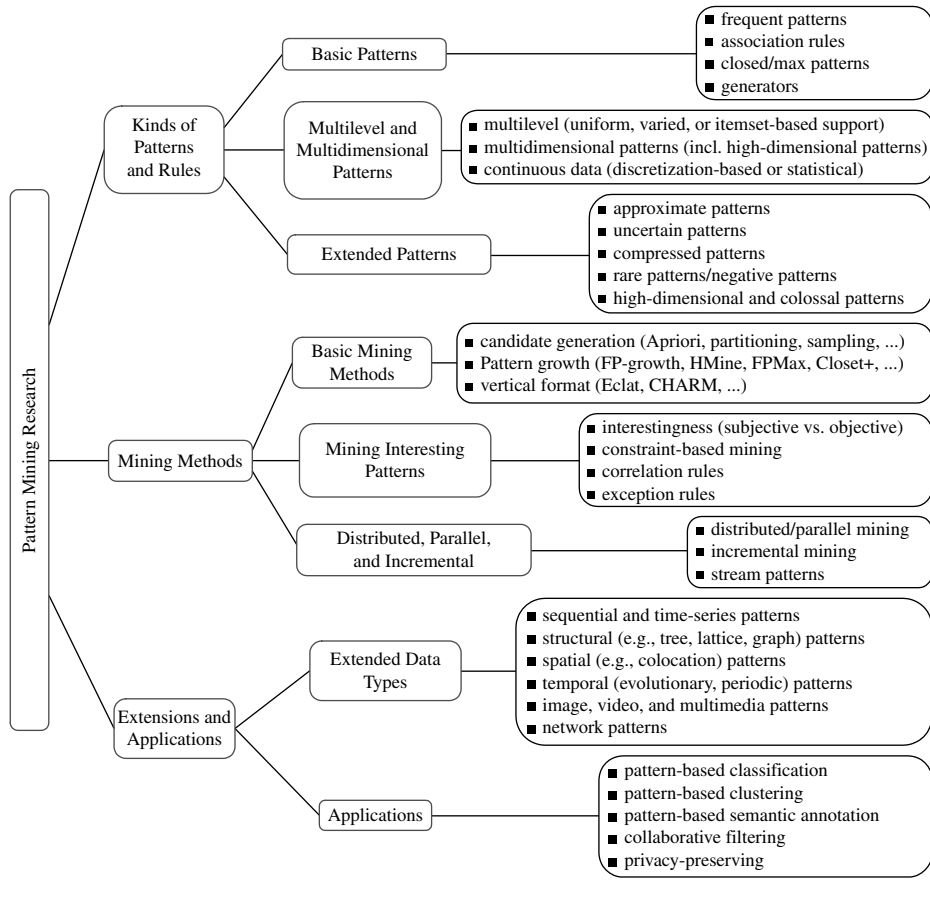 Pattern Mining Research
Kinds of
Patterns
and Rules
Basic Patterns
■ frequent patterns
■ association rules
■ closed/max patterns
■ generators
Multilevel and
Multidimensional
Patterns
■ multilevel (uniform, varied, or itemset-based support)
■ multidimensional patterns (incl. high-dimensional patterns)
■ continuous data (discretization-based or statistical)
Extended Patterns
■ approximate patterns
■ uncertain patterns
■ compressed patterns
■ rare patterns/negative patterns
■ high-dimensional and colossal patterns
Mining Methods
Basic Mining
Methods
■ candidate generation (Apriori, partitioning, sampling, ...)
■ Pattern growth (FP-growth, HMine, FPMax, Closet+, ...)
■ vertical format (Eclat, CHARM, ...)
Mining Interesting
Patterns
■ interestingness (subjective vs. objective)
■ constraint-based mining
■ correlation rules
■ exception rules
Distributed, Parallel,
and Incremental
■ distributed/parallel mining
■ incremental mining
■ stream patterns
Extensions and
Applications
Extended Data
Types
■ sequential and time-series patterns
■ structural (e.g., tree, lattice, graph) patterns
■ spatial (e.g., colocation) patterns
■ temporal (evolutionary, periodic) patterns
■ image, video, and multimedia patterns
■ network patterns
Applications
■ pattern-based classification
■ pattern-based clustering
■ pattern-based semantic annotation
■ collaborative filtering
■ privacy-preserving